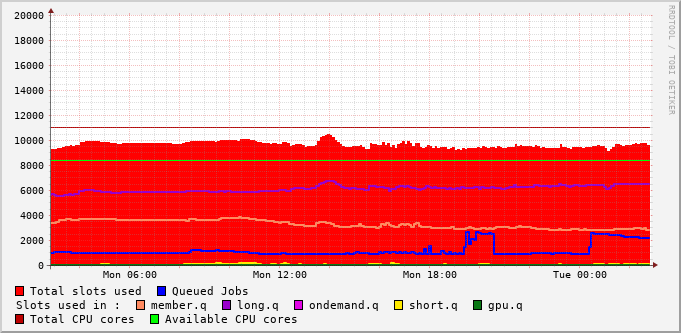 RRDTOOL / TOBI OETIKER
20000
18000
16000
14000
12000
10000
8000
6000
4000
2000
0
Mon 06:00 Mon 12:00 Mon 18:00 Tue 00:00
Total slots used Queued Jobs
Slots used in : member.q long.q ondemand.q short.q gpu.q
Total CPU cores Available CPU cores